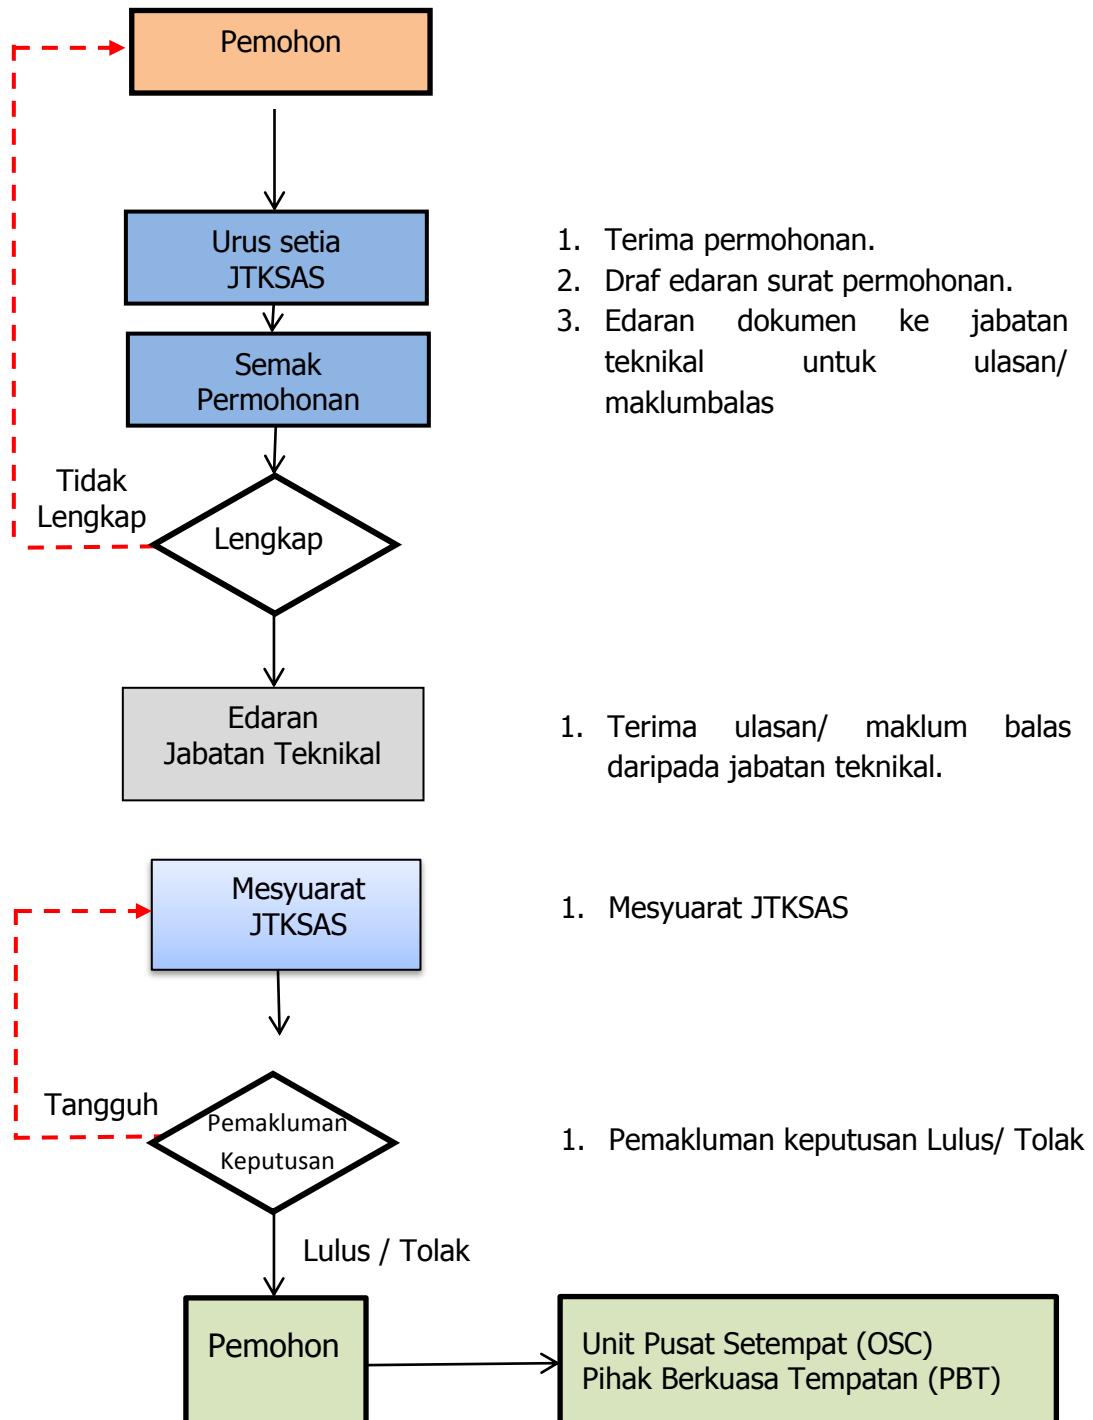 Pemohon
Urus setia
JTKSAS
1. Terima permohonan.
2. Draf edaran surat permohonan.
3. Edaran dokumen ke jabatan
teknikal untuk ulasan/
maklumbalas
Semak
Permohonan
Tidak
Lengkap
Lengkap
Edaran
Jabatan Teknikal
1. Terima ulasan/ maklum balas
daripada jabatan teknikal.
Mesyuarat
JTKSAS
1. Mesyuarat JTKSAS
Tangguh
Pemakluman
Keputusan
1. Pemakluman keputusan Lulus/ Tolak
Lulus / Tolak
Pemohon
Unit Pusat Setempat (OSC)
Pihak Berkuasa Tempatan (PBT)